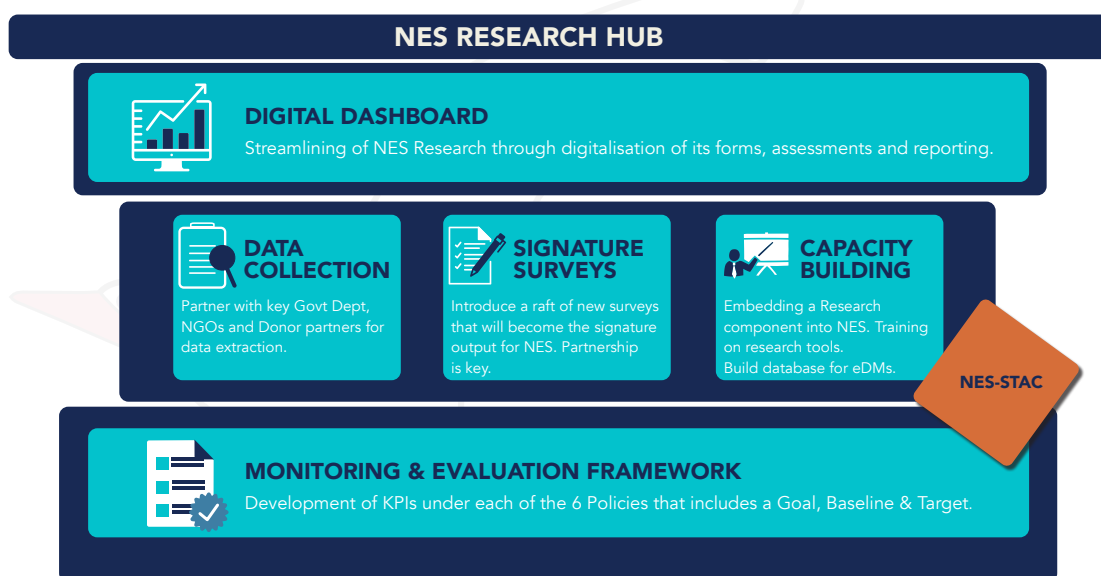 NES RESEARCH HUB
DIGITAL DASHBOARD
Streamlining of NES Research through digitalisation of its forms, assessments and reporting.
DATA
COLLECTION
Partner with key Govt Dept,
NGOs and Donor partners for
data extraction.
SIGNATURE
SURVEYS
Introduce a raft of new surveys
that will become the signature
output for NES. Partnership
is key.
CAPACITY
BUILDING
Embedding a Research
component into NES. Training
on research tools.
Build database for eDMs.
NES-STAC
MONITORING & EVALUATION FRAMEWORK
Development of KPIs under each of the 6 Policies that includes a Goal, Baseline & Target.